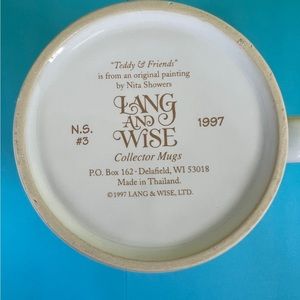 "Teddy & Friends"
is from an original painting
by Nita Showers
LANG
AND
WISE
N.S.
#3
1997
Collector Mugs
P.O. Box 162 · Delafield, WI 53018
Made in Thailand.
©1997 LANG & WISE, LTD.